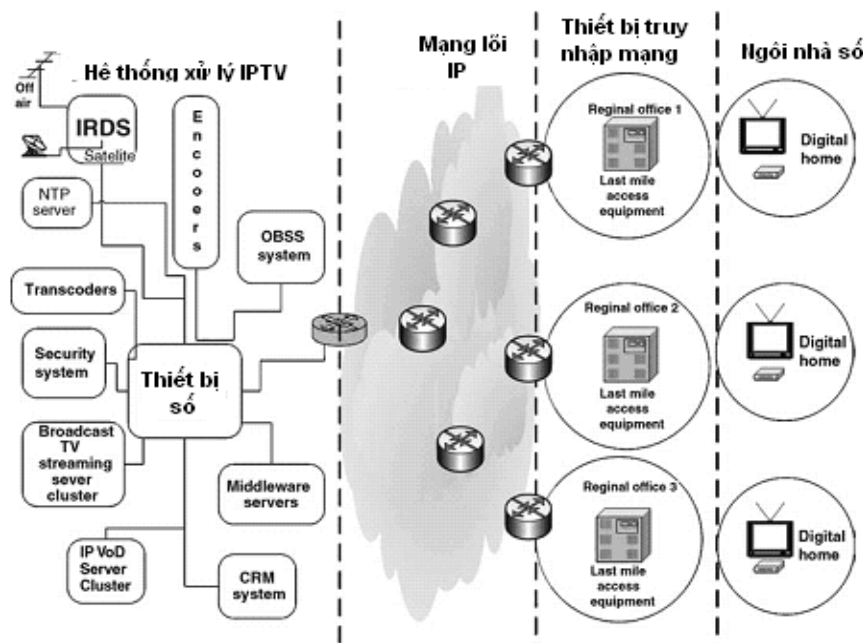 Hê thống xử lý IPTV
Mạng lõi
IP
Thiết bị truy
nhập mạng
Ngôi nhà số
Off
air
IRDS
Satelite
E
n
c
o
o
e
r
s
NTP
server
OBSS
system
Transcoders
Security
system
Thiết bị
số
Broadcast
TV
streaming
sever
cluster
Middleware
servers
IP VoD
Server
Cluster
CRM
system
Reginal office 1
Last mile
access
equipment
Digital
home
Reginal office 2
Last mile
access
equipment
Digital
home
Reginal office 3
Last mile
access
equipment
Digital
home